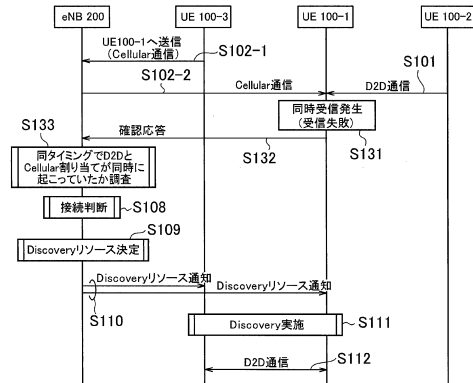 eNB 200
UE 100-3
UE 100-1
UE 100-2
UE100-1へ送信
(Cellular通信)
S102-1
S101
S102-2
Cellular通信
D2D通信
同時受信発生
(受信失敗)
S131
S133
確認応答
S132
同タイミングでD2Dと
Cellular割り当てが同時に
起こっていたか調査
接続判断
S108
S109
Discoveryリソース決定
Discoveryリソース通知
Discoveryリソース通知
S110
Discovery実施
S111
D2D通信
S112